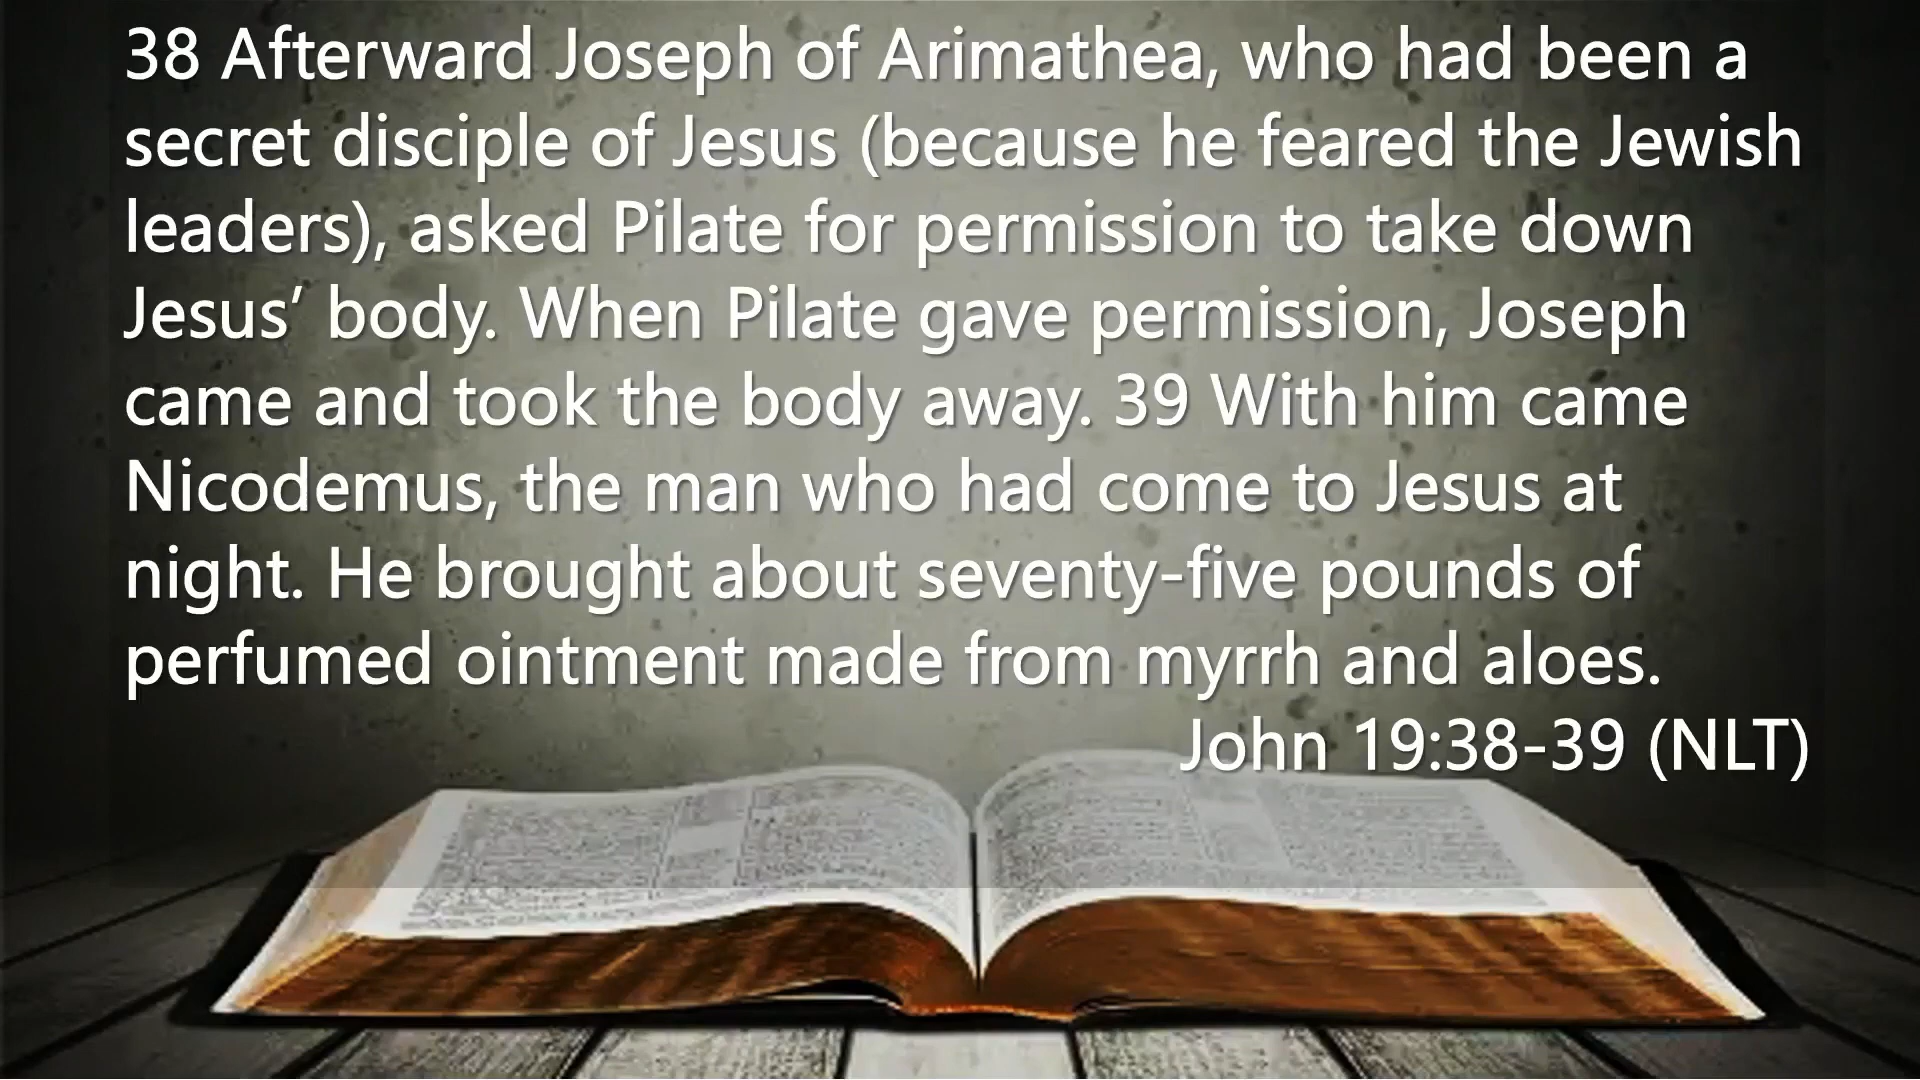 38 Afterward Joseph of Arimathea, who had been a
secret disciple of Jesus (because he feared the Jewish
leaders), asked Pilate for permission to take down
Jesus’ body. When Pilate gave permission, Joseph
came and took the body away. 39 With him came
Nicodemus, the man who had come to Jesus at
night. He brought about seventy-five pounds of
perfumed ointment made from myrrh and aloes.
John 19:38-39 (NLT)